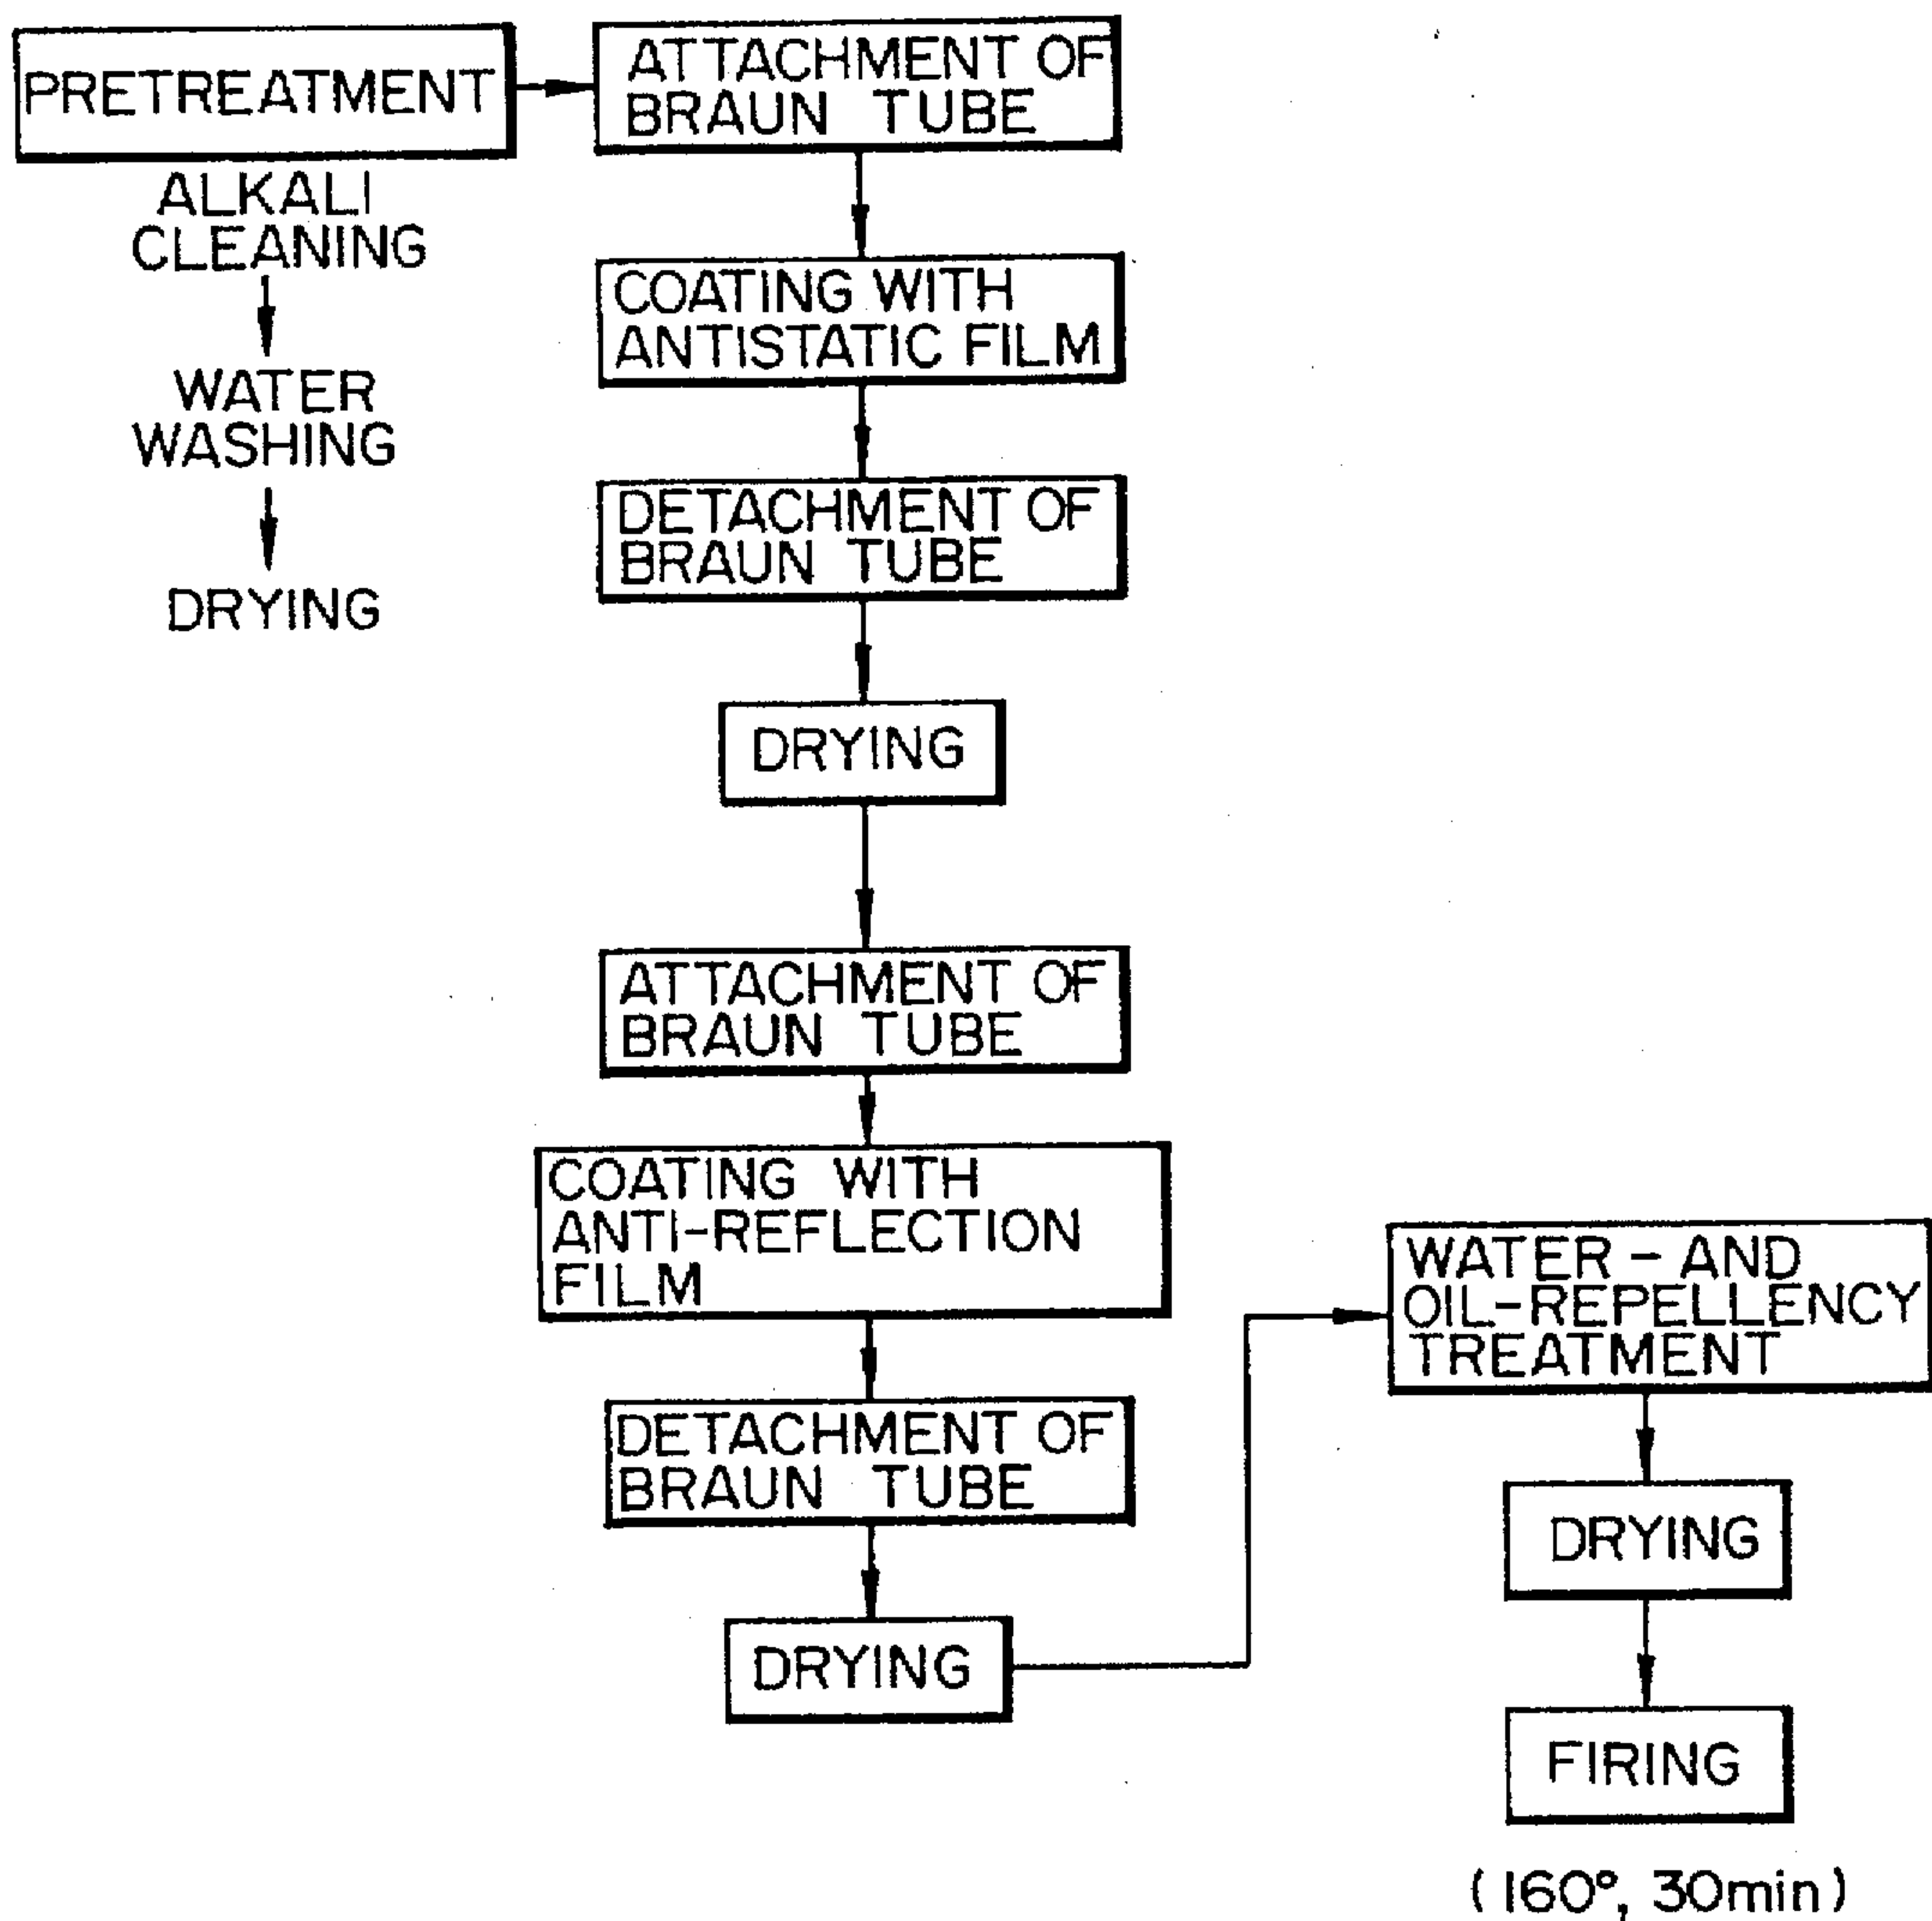 PRETREATMENT
ALKALI
CLEANING
WATER
WASHING
DRYING
ATTACHMENT OF
BRAUN TUBE
COATING WITH
ANTISTATIC FILM
DETACHMENT OF
BRAUN TUBE
DRYING
ATTACHMENT OF
BRAUN TUBE
COATING WITH
ANTI-REFLECTION
FILM
DETACHMENT OF
BRAUN TUBE
DRYING
WATER - AND
OIL-REPELLENCY
TREATMENT
DRYING
FIRING
(160°, 30min)